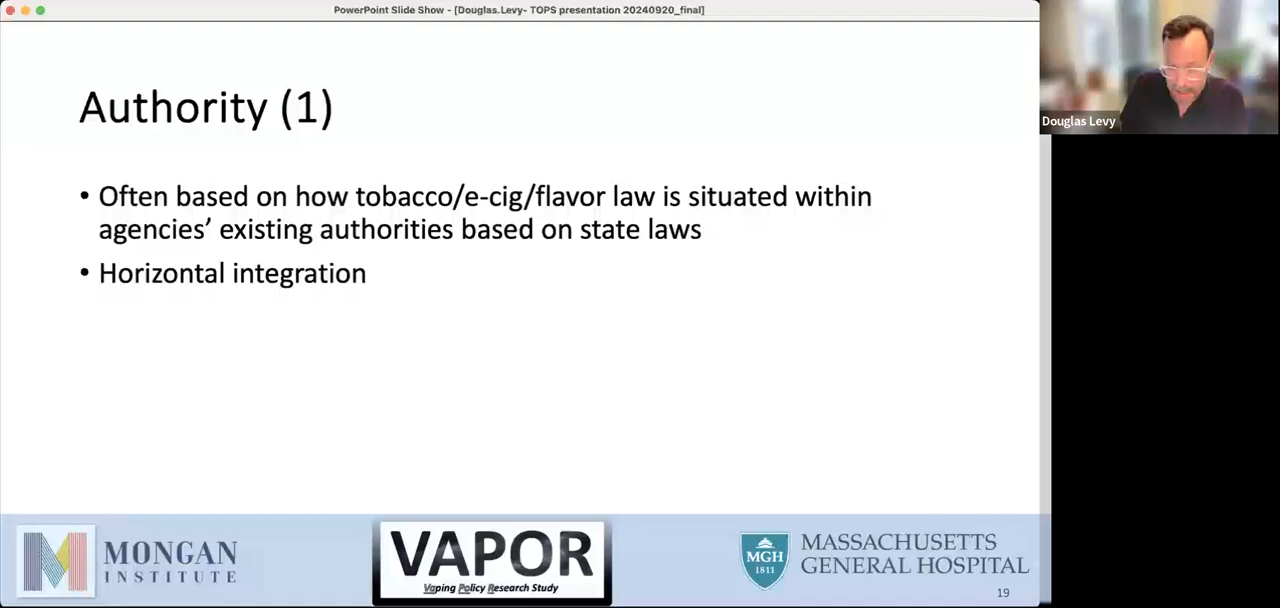 PowerPoint Slide Show - [Douglas.Levy- TOPS presentation 20240920_final]
Douglas Levy
Authority (1)
• Often based on how tobacco/e-cig/flavor law is situated within
agencies’ existing authorities based on state laws
• Horizontal integration
MONGAN
INSTITUTE
VAPOR
Vaping Policy Research Study
MGH
1811
MASSACHUSETTS
GENERAL HOSPITAL
19